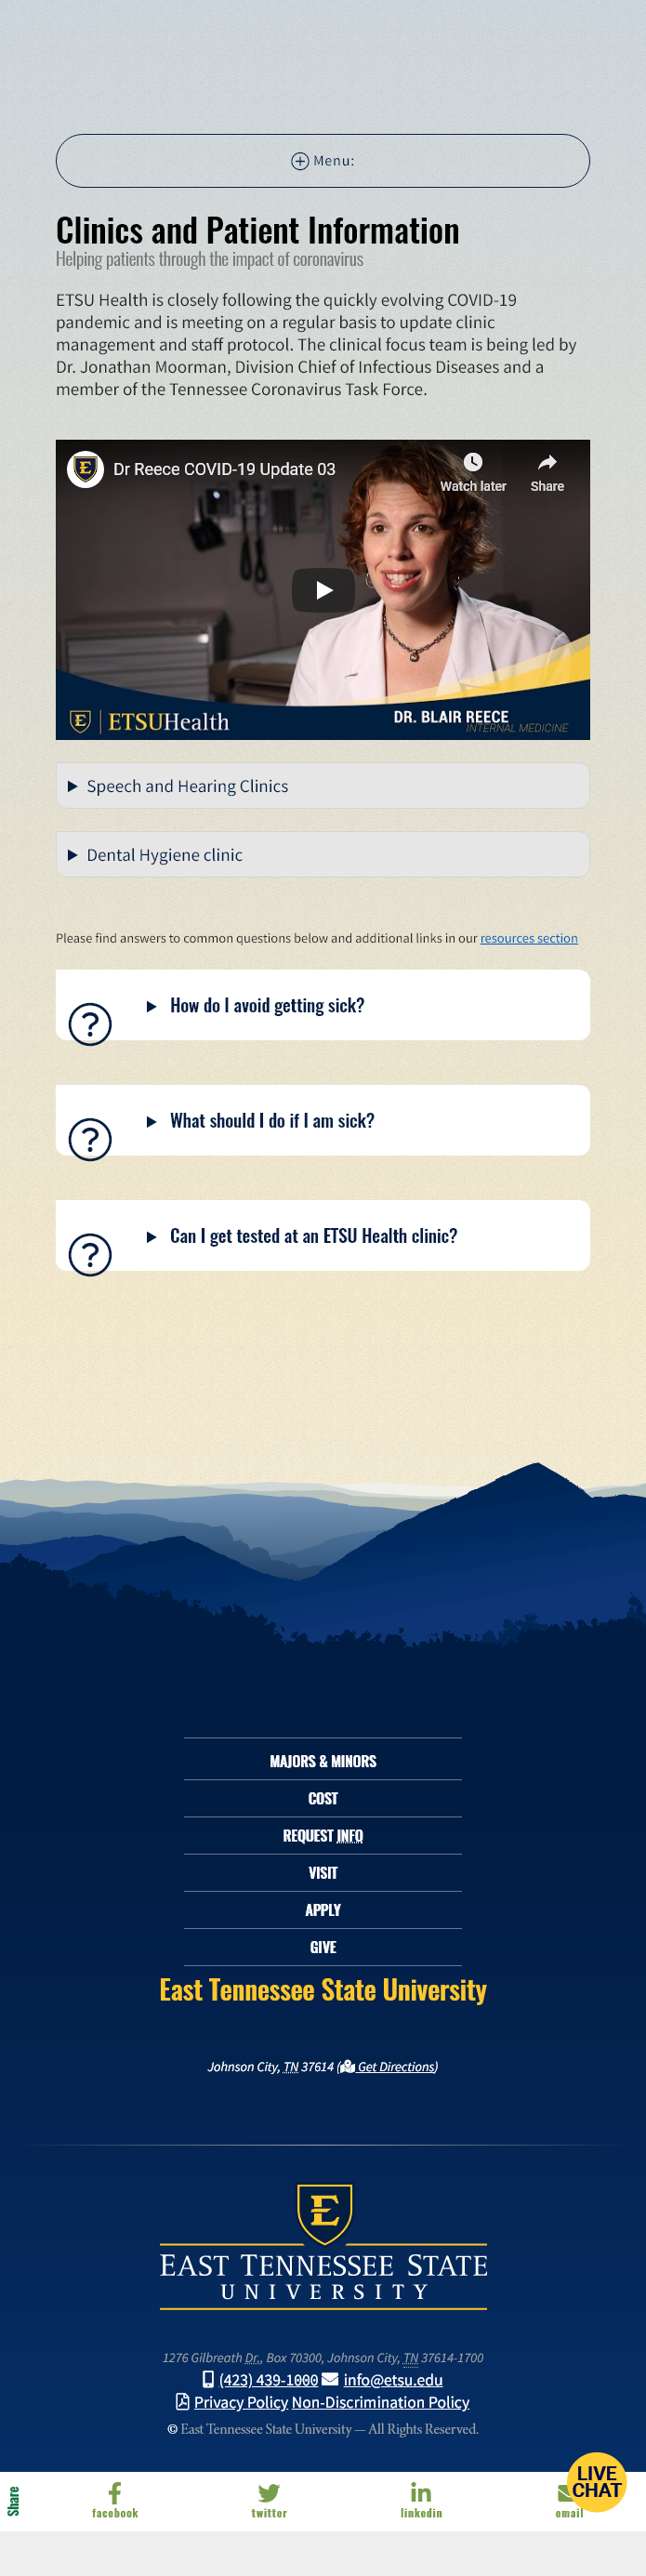 Menu:
Clinics and Patient Information
Helping patients through the impact of coronavirus
ETSU Health is closely following the quickly evolving COVID-19
pandemic and is meeting on a regular basis to update clinic
management and staff protocol. The clinical focus team is being led by
Dr. Jonathan Moorman, Division Chief of Infectious Diseases and a
member of the Tennessee Coronavirus Task Force.
E Dr Reece COVID-19 Update 03
Watch later Share
E ETSUHealth
DR. BLAIR REECE
INTERNAL MEDICINE
Speech and Hearing Clinics
Dental Hygiene clinic
Please find answers to common questions below and additional links in our resources section
? How do I avoid getting sick?
? What should I do if I am sick?
? Can I get tested at an ETSU Health clinic?
MAJORS & MINORS
COST
REQUEST INFO
VISIT
APPLY
GIVE
East Tennessee State University
Johnson City, TN 37614 ( Get Directions)
E
EAST TENNESSEE STATE
UNIVERSITY
1276 Gilbreath Dr., Box 70300, Johnson City, TN 37614-1700
(423) 439-1000 info@etsu.edu
Privacy Policy Non-Discrimination Policy
© East Tennessee State University — All Rights Reserved.
Share
facebook twitter linkedin email
LIVE
CHAT